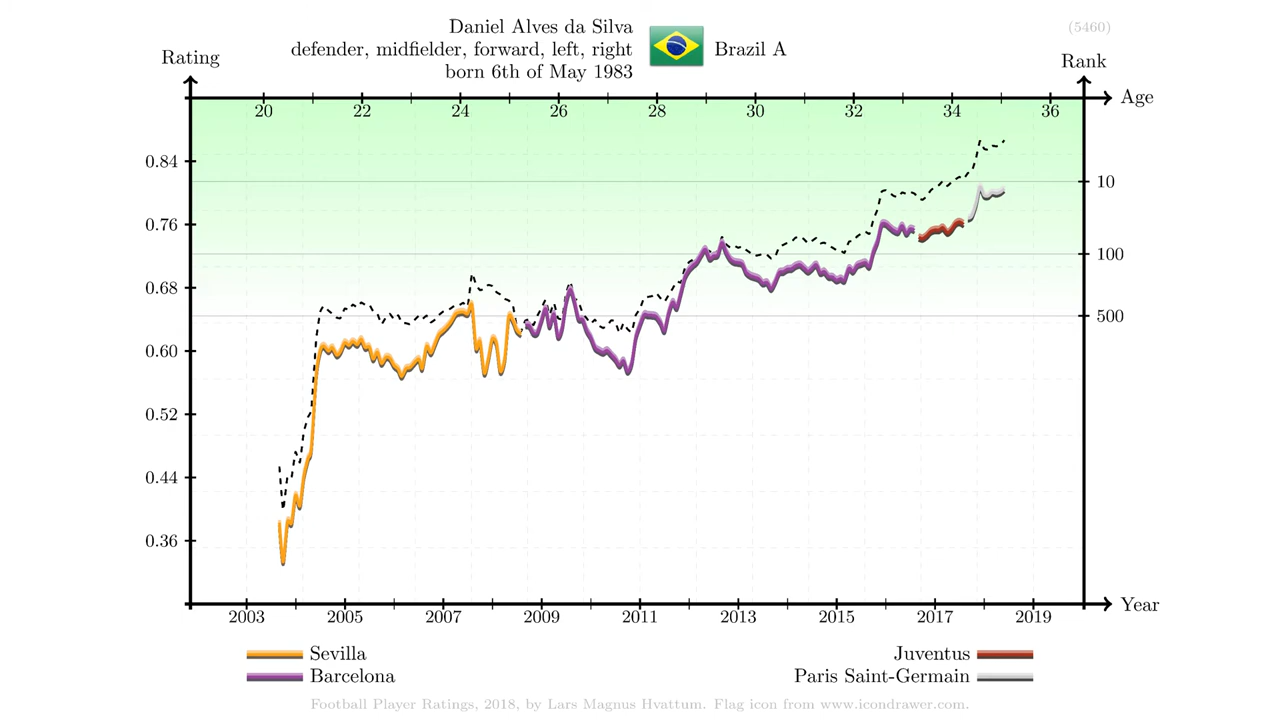 Daniel Alves da Silva
(5460)
defender, midfielder, forward, left, right
Brazil A
born 6th of May 1983
Rating
Rank
Age
20 22 24 26 28 30 32 34 36
0.84
10
0.76
100
0.68
500
0.60
0.52
0.44
0.36
2003 2005 2007 2009 2011 2013 2015 2017 2019
Year
Sevilla
Juventus
Barcelona
Paris Saint-Germain
Football Player Ratings, 2018, by Lars Magnus Hvattum. Flag icon from www.icondrawer.com.